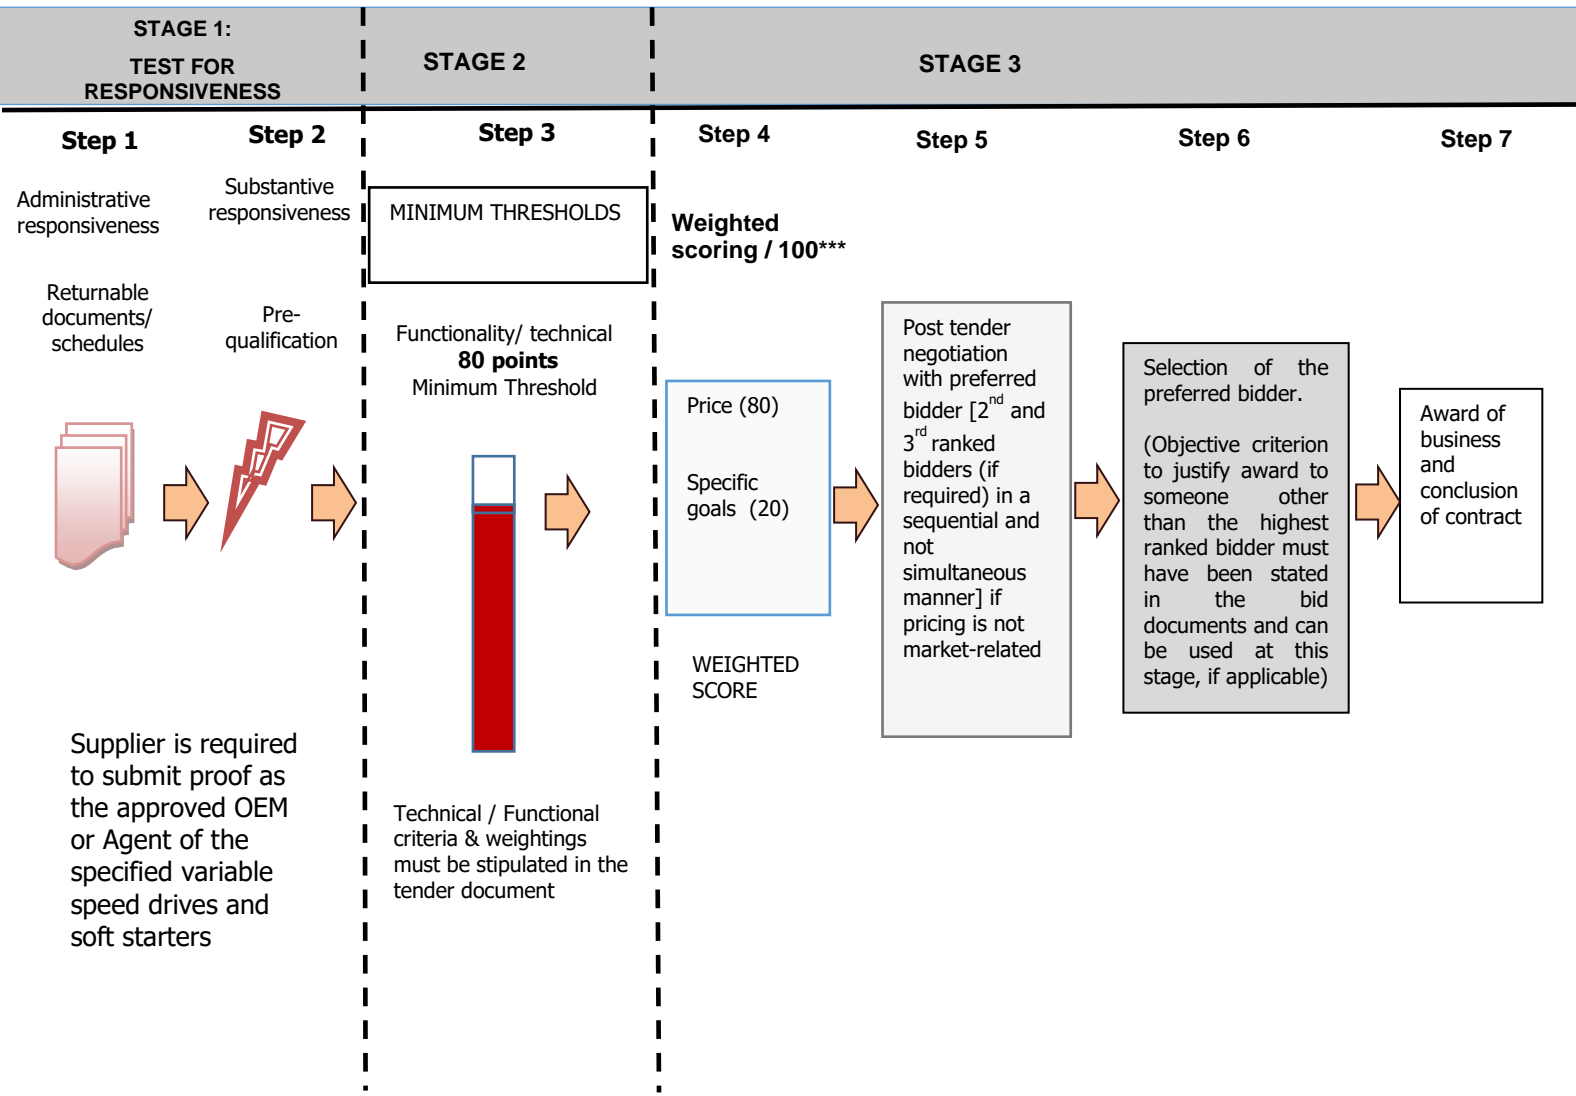 STAGE 1:
TEST FOR
RESPONSIVENESS
STAGE 2
STAGE 3
Step 1
Step 2
Step 3
Step 4
Step 5
Step 6
Step 7
Administrative
responsiveness
Returnable
documents/
schedules
Substantive
responsiveness
Pre-
qualification
Supplier is required
to submit proof as
the approved OEM
or Agent of the
specified variable
speed drives and
soft starters
MINIMUM THRESHOLDS
Functionality/ technical
80 points
Minimum Threshold
Technical / Functional
criteria & weightings
must be stipulated in the
tender document
Weighted
scoring / 100***
Price (80)
Specific
goals (20)
WEIGHTED
SCORE
Post tender
negotiation
with preferred
bidder [2nd and
3rd ranked
bidders (if
required) in a
sequential and
not
simultaneous
manner] if
pricing is not
market-related
Selection of the
preferred bidder.
(Objective criterion
to justify award to
someone other
than the highest
ranked bidder must
have been stated
in the bid
documents and can
be used at this
stage, if applicable)
Award of
business
and
conclusion
of contract